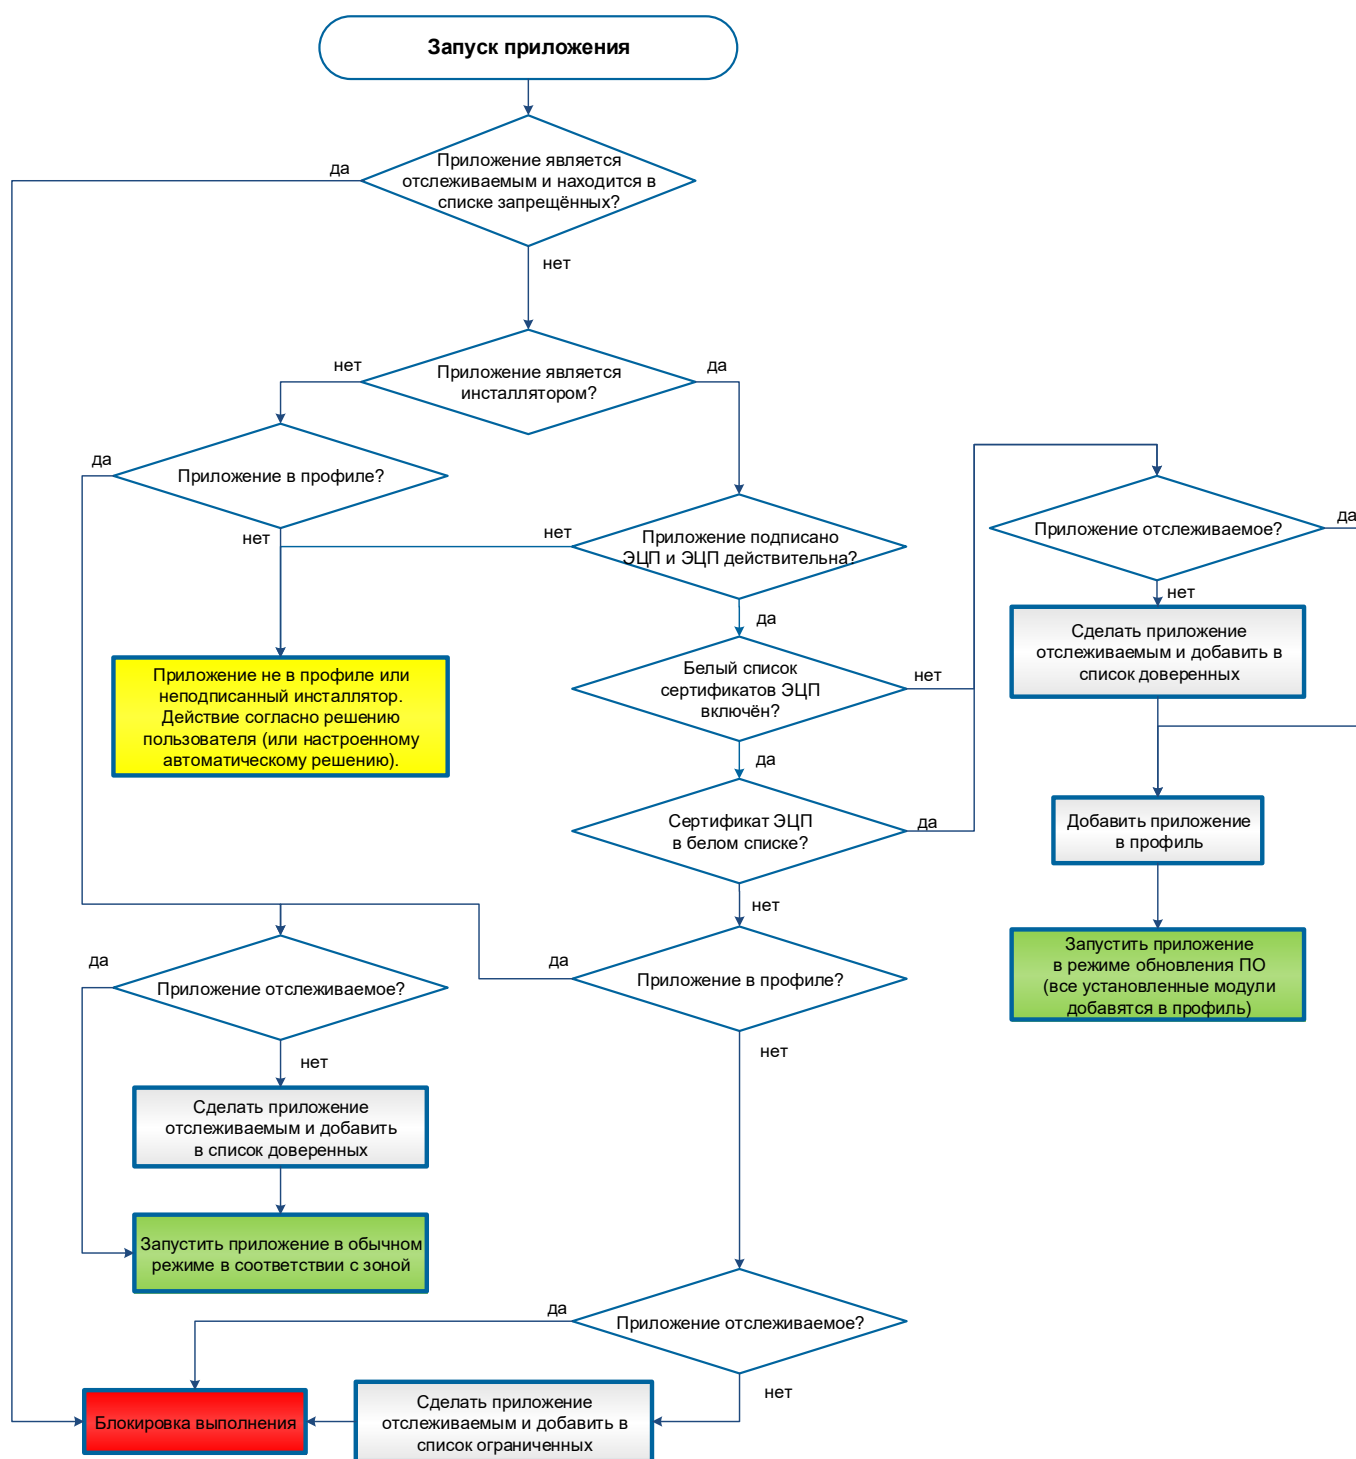 Запуск приложения
да
Приложение является
отслеживаемым и находится в
списке запрещённых?
нет
нет
Приложение является
инсталлятором?
да
да
Приложение в профиле?
нет
нет
Приложение подписано
ЭЦП и ЭЦП действительна?
да
Приложение отслеживаемое?
да
нет
Сделать приложение
отслеживаемым и добавить в
список доверенных
Приложение не в профиле или
неподписанный инсталлятор.
Действие согласно решению
пользователя (или настроенному
автоматическому решению).
Белый список
сертификатов ЭЦП
включён?
нет
да
Сертификат ЭЦП
в белом списке?
да
нет
Добавить приложение
в профиль
Запустить приложение
в режиме обновления ПО
(все установленные модули
добавятся в профиль)
да
Приложение отслеживаемое?
нет
да
Приложение в профиле?
нет
Сделать приложение
отслеживаемым и добавить
в список доверенных
Запустить приложение в обычном
режиме в соответствии с зоной
да
Приложение отслеживаемое?
нет
Блокировка выполнения
Сделать приложение
отслеживаемым и добавить в
список ограниченных